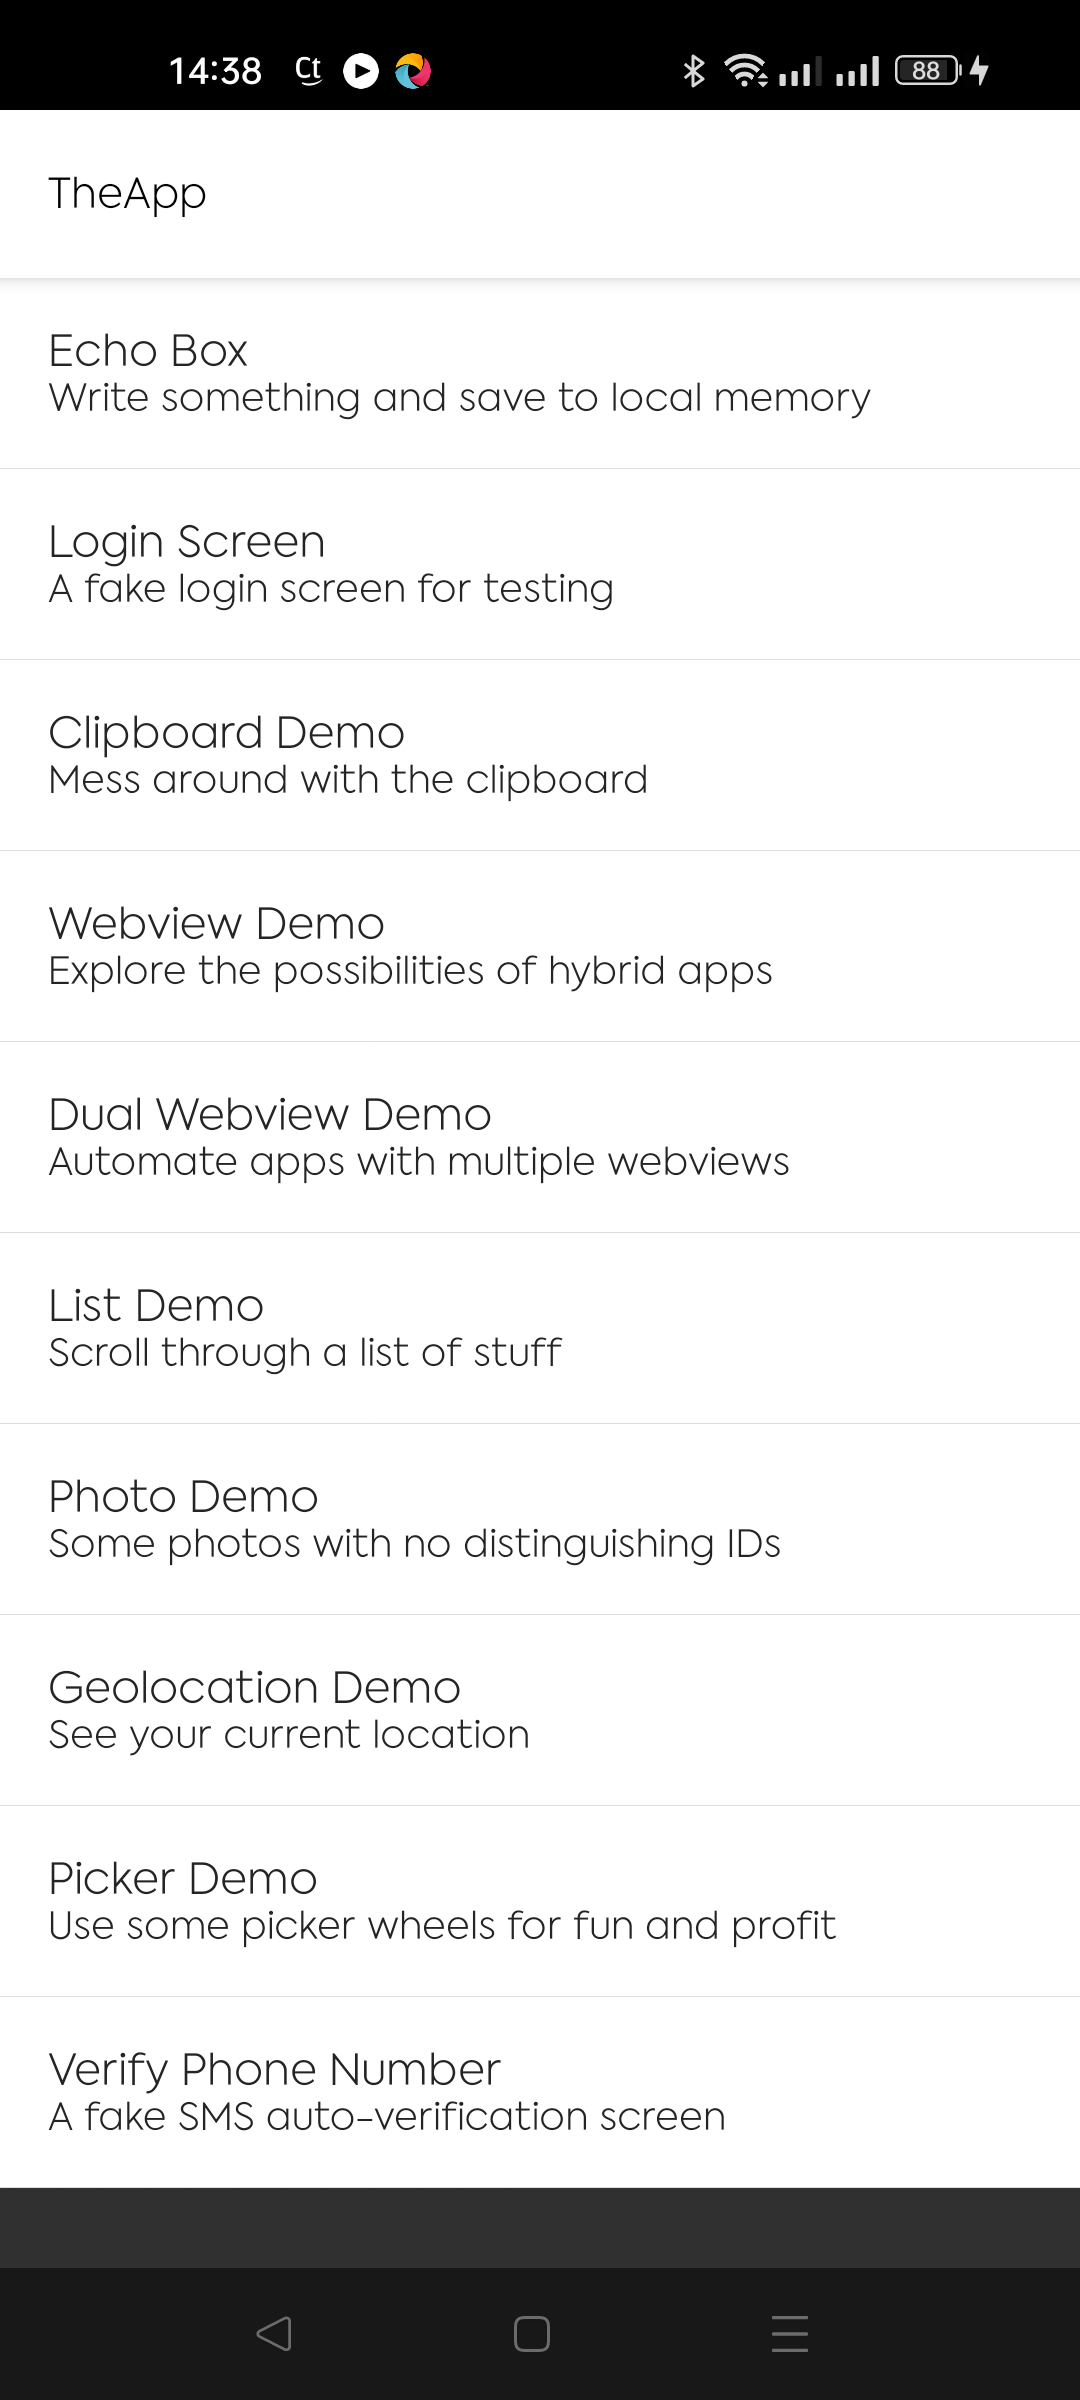 14:38 Ct 88
TheApp
Echo Box
Write something and save to local memory
Login Screen
A fake login screen for testing
Clipboard Demo
Mess around with the clipboard
Webview Demo
Explore the possibilities of hybrid apps
Dual Webview Demo
Automate apps with multiple webviews
List Demo
Scroll through a list of stuff
Photo Demo
Some photos with no distinguishing IDs
Geolocation Demo
See your current location
Picker Demo
Use some picker wheels for fun and profit
Verify Phone Number
A fake SMS auto-verification screen